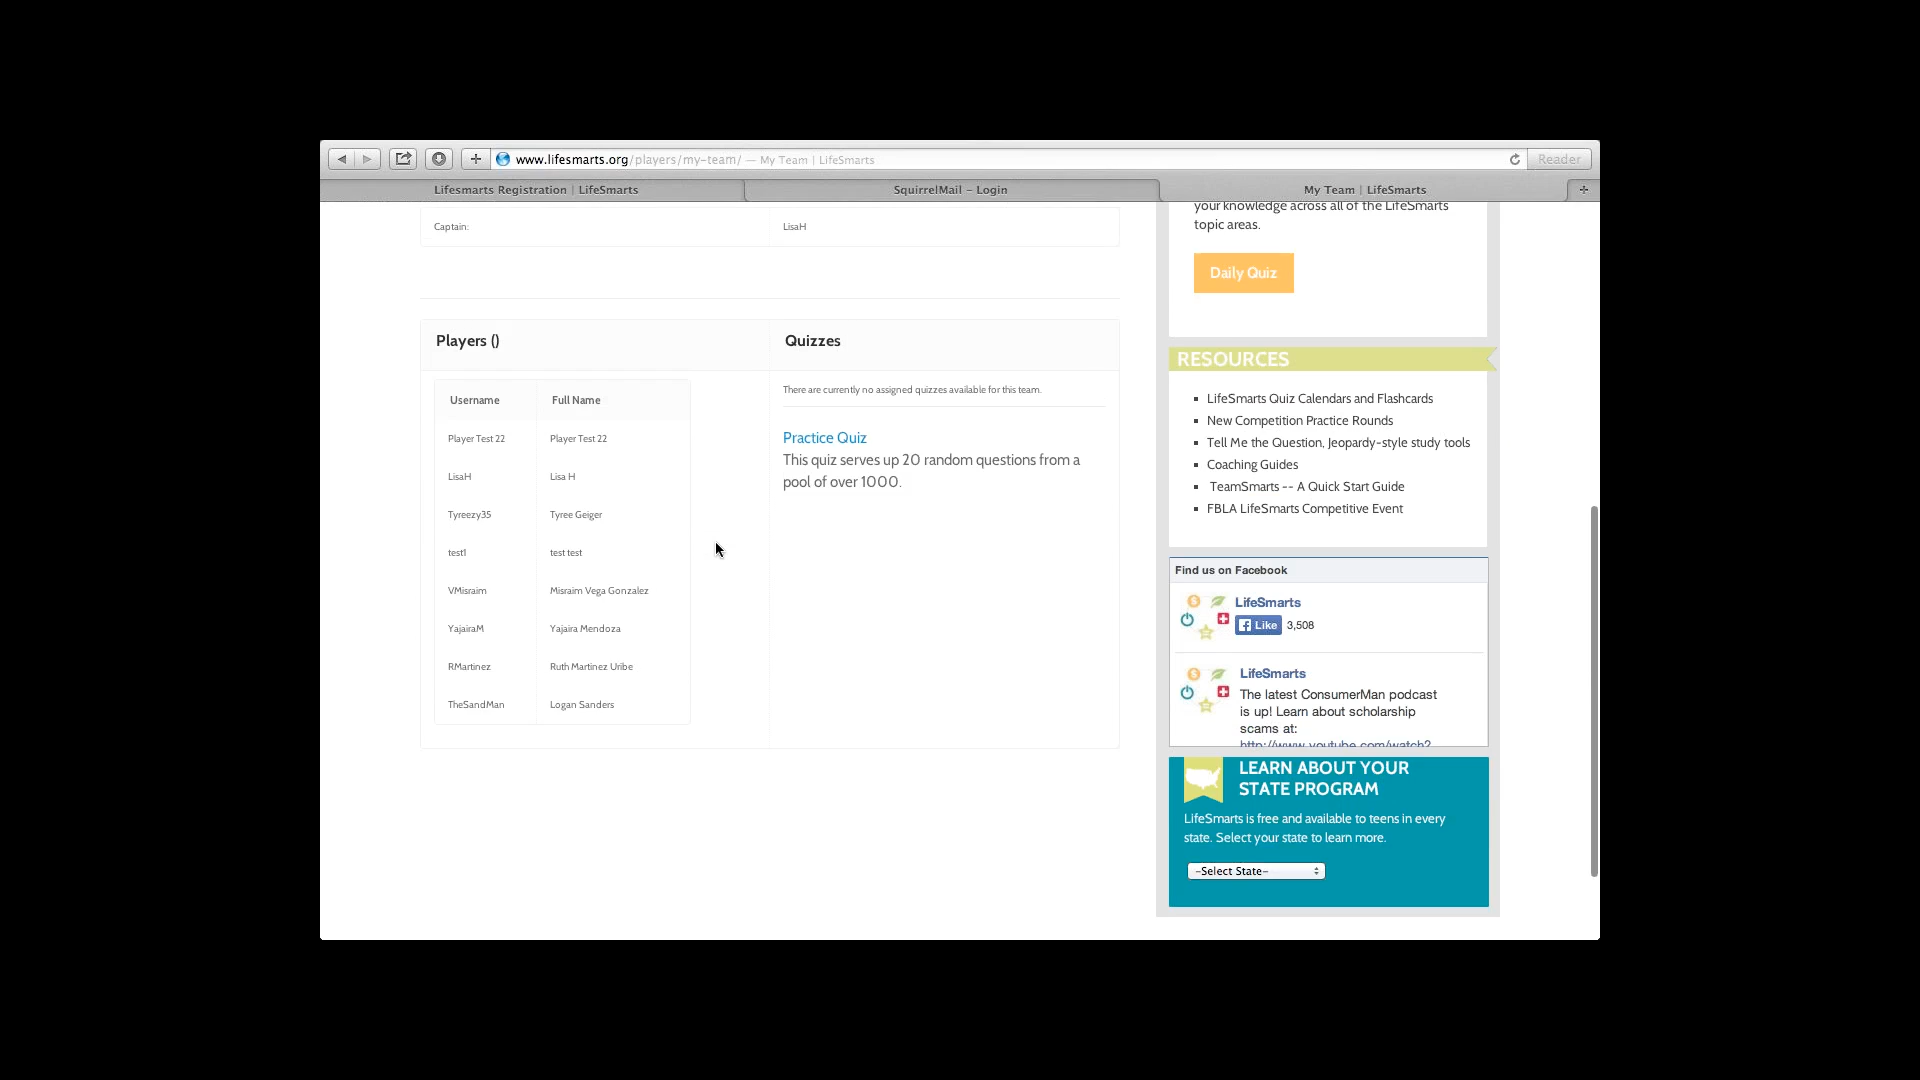 www.lifesmarts.org/players/my-team/ — My Team | LifeSmarts
Reader
Lifesmarts Registration | LifeSmarts
SquirrelMail – Login
My Team | LifeSmarts
Captain:
LisaH
Players ()
Quizzes
Username
Full Name
Player Test 22
Player Test 22
LisaH
Lisa H
Tyreezy35
Tyree Geiger
test1
test test
VMisraim
Misraim Vega Gonzalez
YajairaM
Yajaira Mendoza
RMartinez
Ruth Martinez Uribe
TheSandMan
Logan Sanders
There are currently no assigned quizzes available for this team.
Practice Quiz
This quiz serves up 20 random questions from a
pool of over 1000.
your knowledge across all of the LifeSmarts
topic areas.
Daily Quiz
RESOURCES
LifeSmarts Quiz Calendars and Flashcards
New Competition Practice Rounds
Tell Me the Question, Jeopardy-style study tools
Coaching Guides
TeamSmarts -- A Quick Start Guide
FBLA LifeSmarts Competitive Event
Find us on Facebook
LifeSmarts
Like 3,508
LifeSmarts
The latest ConsumerMan podcast
is up! Learn about scholarship
scams at:
http://www.youtube.com/watch?
LEARN ABOUT YOUR
STATE PROGRAM
LifeSmarts is free and available to teens in every
state. Select your state to learn more.
-Select State-